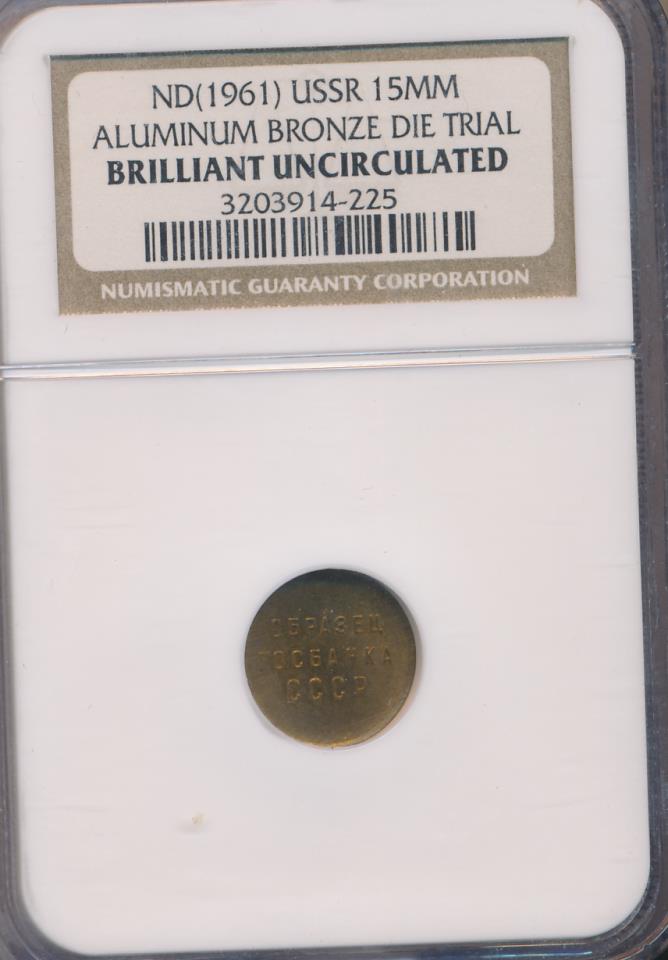 ND(1961) USSR 15MM
ALUMINUM BRONZE DIE TRIAL
BRILLIANT UNCIRCULATED
3203914-225
NUMISMATIC GUARANTY CORPORATION
ОБРАЗЕЦ
ГОСБАНКА
СССР